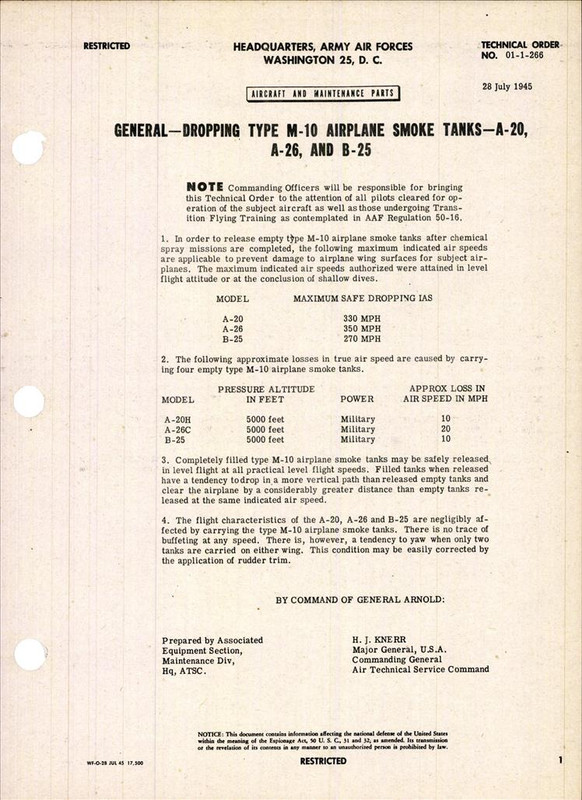 RESTRICTED
HEADQUARTERS, ARMY AIR FORCES
WASHINGTON 25, D. C.
TECHNICAL ORDER
NO. 01-1-266
28 July 1945
AIRCRAFT AND MAINTENANCE PARTS
GENERAL—DROPPING TYPE M-10 AIRPLANE SMOKE TANKS—A-20,
A-26, AND B-25
NOTE Commanding Officers will be responsible for bringing
this Technical Order to the attention of all pilots cleared for op-
eration of the subject aircraft as well as those undergoing Trans-
ition Flying Training as contemplated in AAF Regulation 50-16.
1. In order to release empty type M-10 airplane smoke tanks after chemical
spray missions are completed, the following maximum indicated air speeds
are applicable to prevent damage to airplane wing surfaces for subject air-
planes. The maximum indicated air speeds authorized were attained in level
flight attitude or at the conclusion of shallow dives.
MODEL MAXIMUM SAFE DROPPING IAS
A-20 330 MPH
A-26 350 MPH
B-25 270 MPH
2. The following approximate losses in true air speed are caused by carry-
ing four empty type M-10 airplane smoke tanks.
PRESSURE ALTITUDE APPROX LOSS IN
MODEL IN FEET POWER AIR SPEED IN MPH
A-20H 5000 feet Military 10
A-26C 5000 feet Military 20
B-25 5000 feet Military 10
3. Completely filled type M-10 airplane smoke tanks may be safely released
in level flight at all practical level flight speeds. Filled tanks when released
have a tendency to drop in a more vertical path than released empty tanks and
clear the airplane by a considerably greater distance than empty tanks re-
leased at the same indicated air speed.
4. The flight characteristics of the A-20, A-26 and B-25 are negligibly af-
fected by carrying the type M-10 airplane smoke tanks. There is no trace of
buffeting at any speed. There is, however, a tendency to yaw when only two
tanks are carried on either wing. This condition may be easily corrected by
the application of rudder trim.
BY COMMAND OF GENERAL ARNOLD:
Prepared by Associated
Equipment Section,
Maintenance Div,
Hq, ATSC.
H. J. KNERR
Major General, U.S.A.
Commanding General
Air Technical Service Command
NOTICE: This document contains information affecting the national defense of the United States
within the meaning of the Espionage Act, 50 U. S. C., 31 and 32, as amended. Its transmission
or the revelation of its contents in any manner to an unauthorized person is prohibited by law.
WF-O-28 JUL 45 17,500
RESTRICTED
1